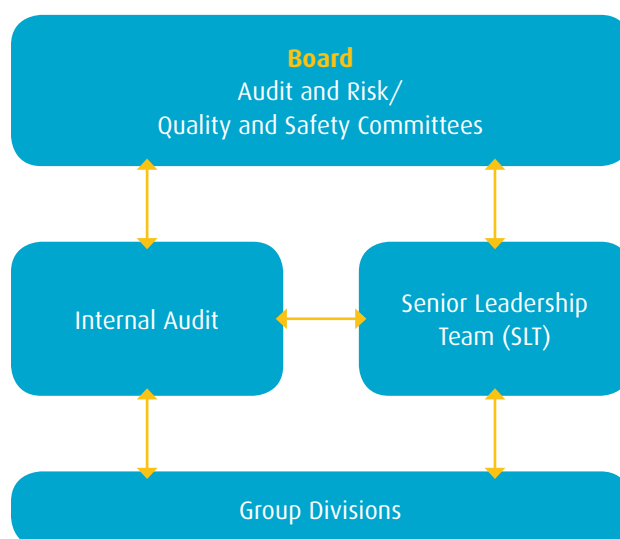 Board
Audit and Risk/
Quality and Safety Committees
Internal Audit
Senior Leadership
Team (SLT)
Group Divisions